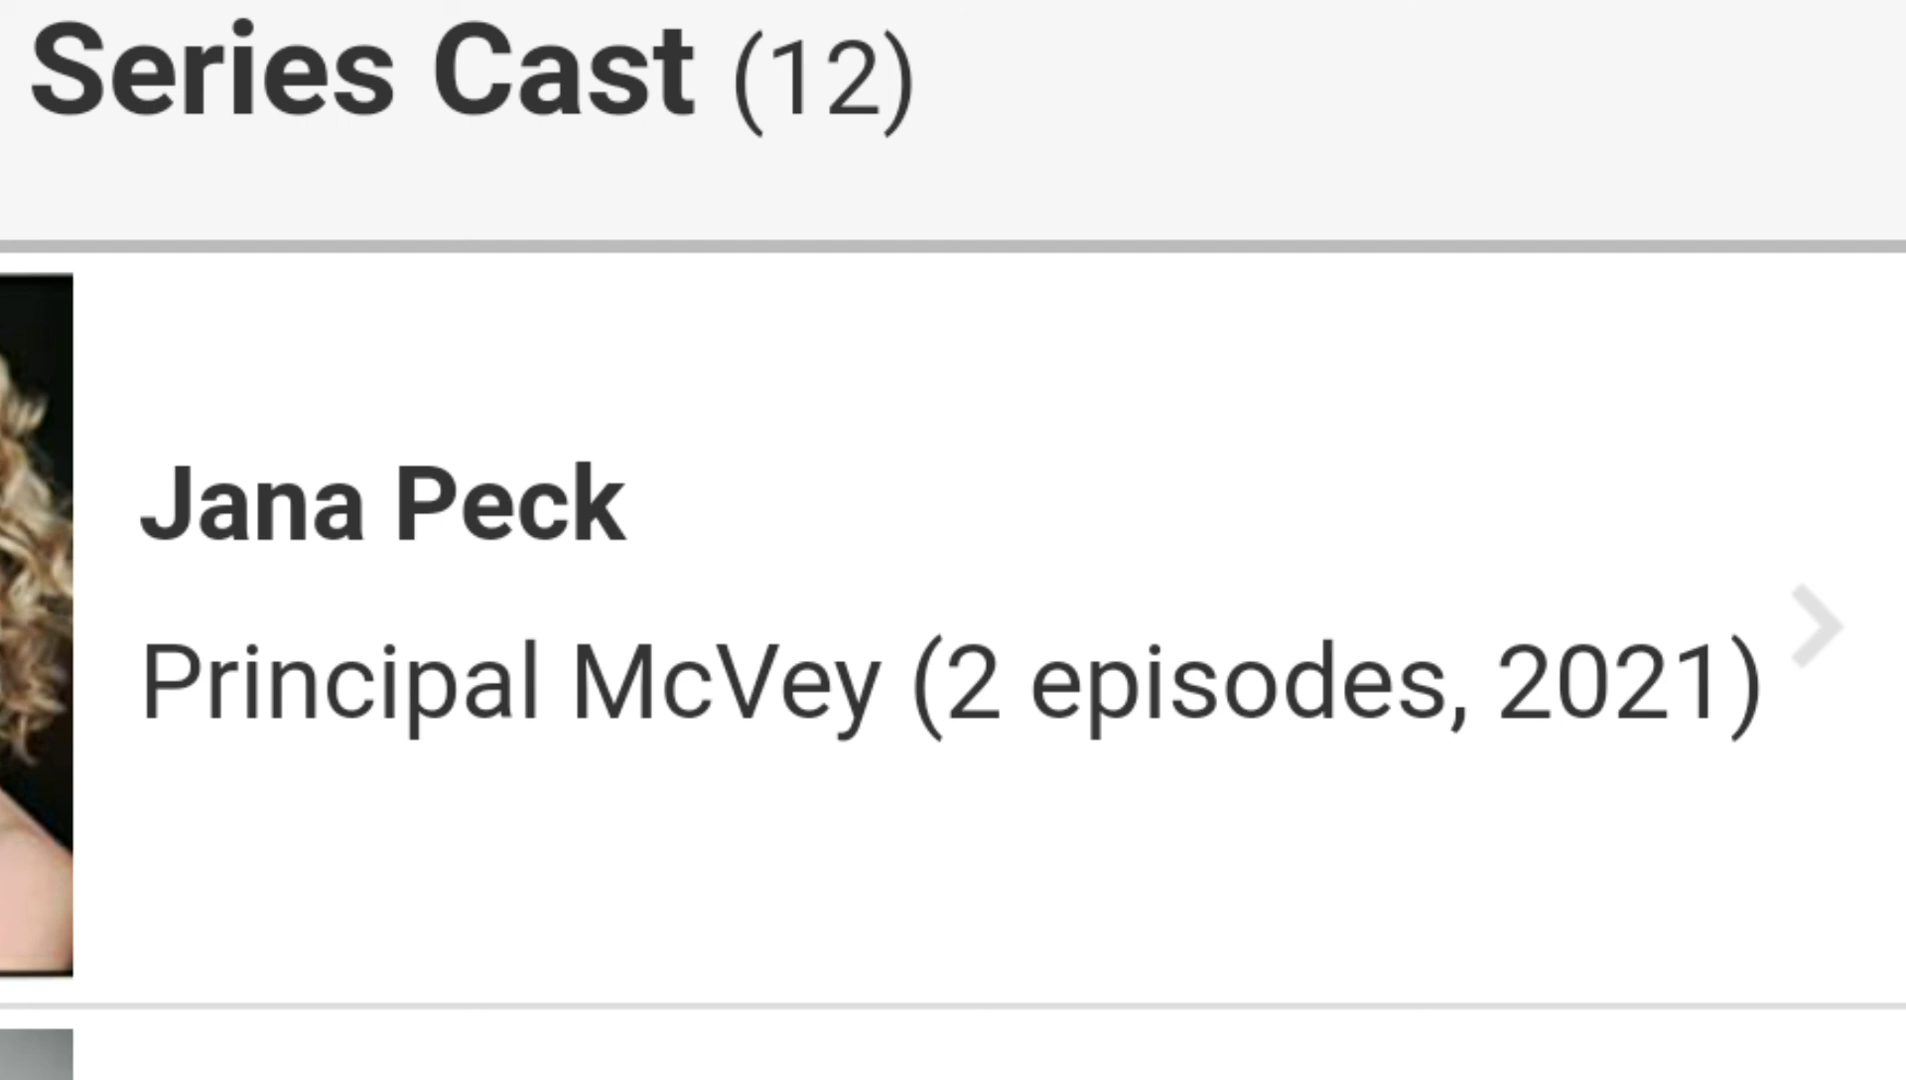 Series Cast (12)
Jana Peck
Principal McVey (2 episodes, 2021)